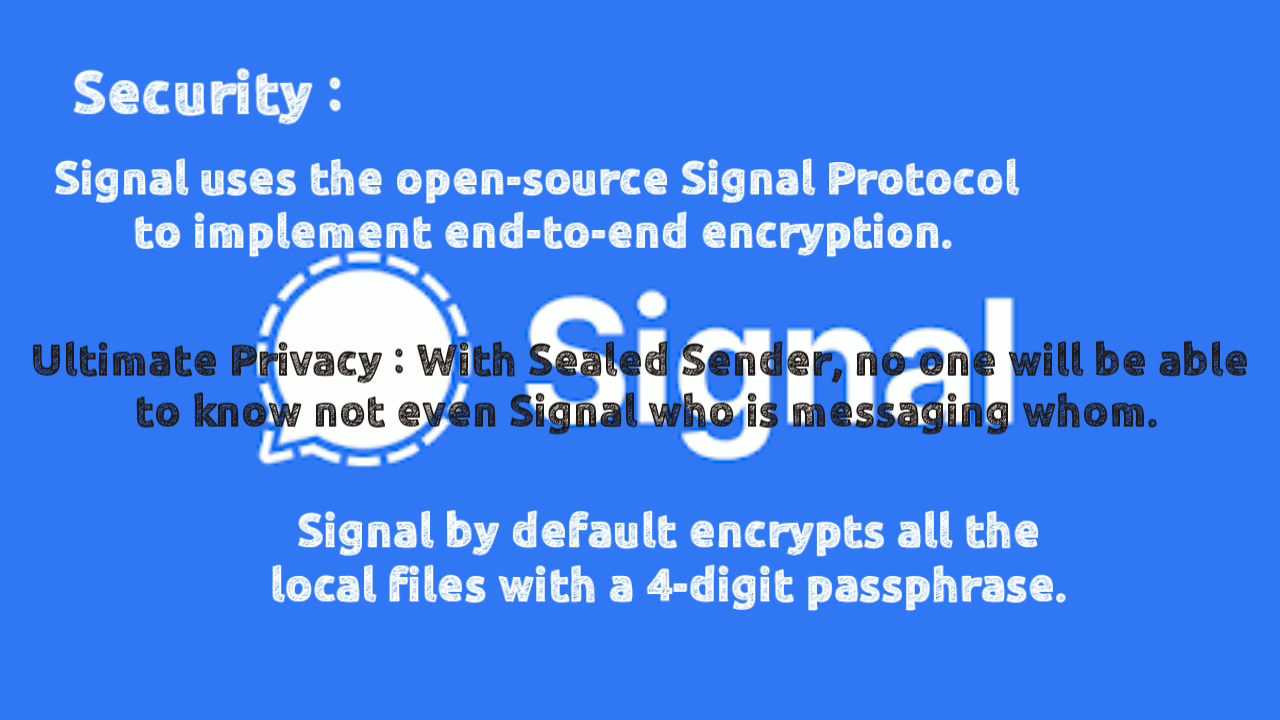 Security :
Signal uses the open-source Signal Protocol
to implement end-to-end encryption.
Signal
Ultimate Privacy : With Sealed Sender, no one will be able
to know not even Signal who is messaging whom.
Signal by default encrypts all the
local files with a 4-digit passphrase.